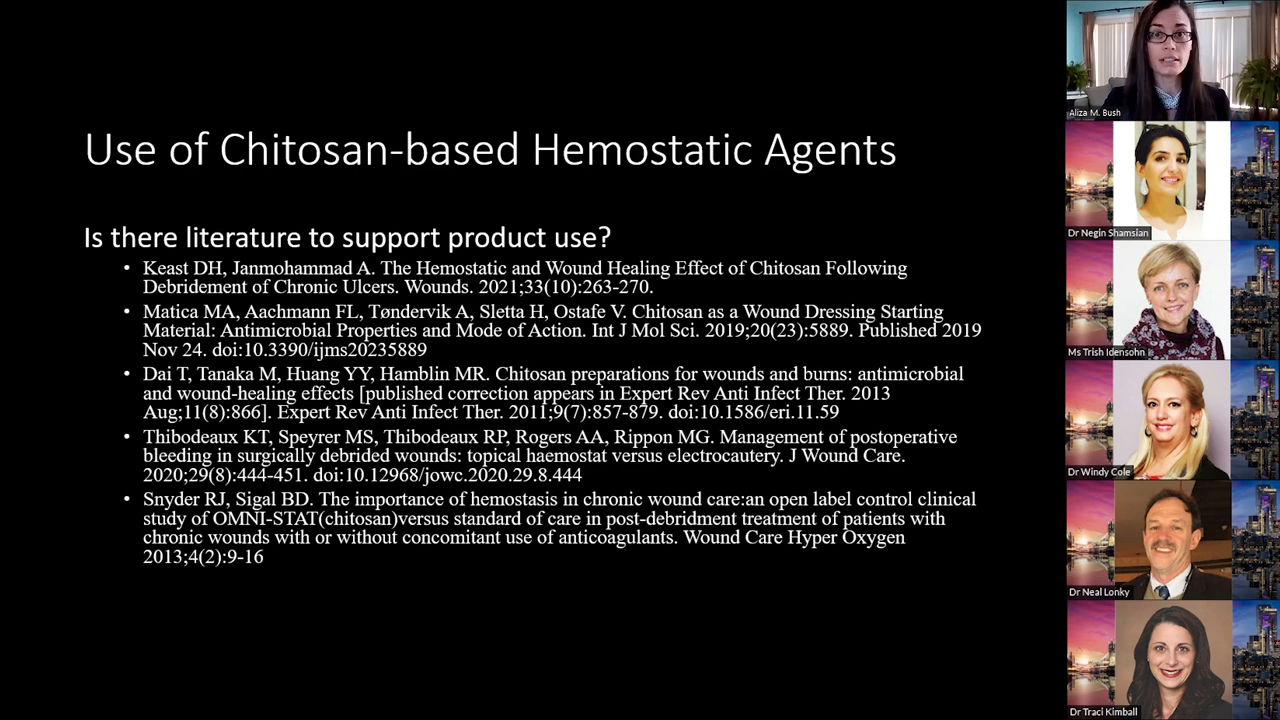 Use of Chitosan-based Hemostatic Agents
Is there literature to support product use?
• Keast DH, Janmohammad A. The Hemostatic and Wound Healing Effect of Chitosan Following
Debridement of Chronic Ulcers. Wounds. 2021;33(10):263-270.
• Matica MA, Aachmann FL, Tøndervik A, Sletta H, Ostafe V. Chitosan as a Wound Dressing Starting
Material: Antimicrobial Properties and Mode of Action. Int J Mol Sci. 2019;20(23):5889. Published 2019
Nov 24. doi:10.3390/ijms20235889
• Dai T, Tanaka M, Huang YY, Hamblin MR. Chitosan preparations for wounds and burns: antimicrobial
and wound-healing effects [published correction appears in Expert Rev Anti Infect Ther. 2013
Aug;11(8):866]. Expert Rev Anti Infect Ther. 2011;9(7):857-879. doi:10.1586/eri.11.59
• Thibodeaux KT, Speyrer MS, Thibodeaux RP, Rogers AA, Rippon MG. Management of postoperative
bleeding in surgically debrided wounds: topical haemostat versus electrocautery. J Wound Care.
2020;29(8):444-451. doi:10.12968/jowc.2020.29.8.444
• Snyder RJ, Sigal BD. The importance of hemostasis in chronic wound care:an open label control clinical
study of OMNI-STAT(chitosan)versus standard of care in post-debridment treatment of patients with
chronic wounds with or without concomitant use of anticoagulants. Wound Care Hyper Oxygen
2013;4(2):9-16
Aliza M. Bush
Dr Negin Shamsian
Ms Trish Idensohn
Dr Windy Cole
Dr Neal Lonky
Dr Traci Kimball